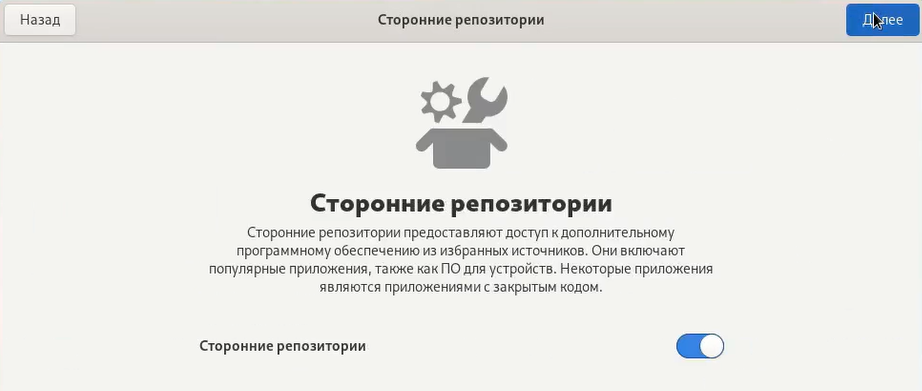 Назад
Сторонние репозитории
Далее
Сторонние репозитории
Сторонние репозитории предоставляют доступ к дополнительному
программному обеспечению из избранных источников. Они включают
популярные приложения, также как ПО для устройств. Некоторые приложения
являются приложениями с закрытым кодом.
Сторонние репозитории